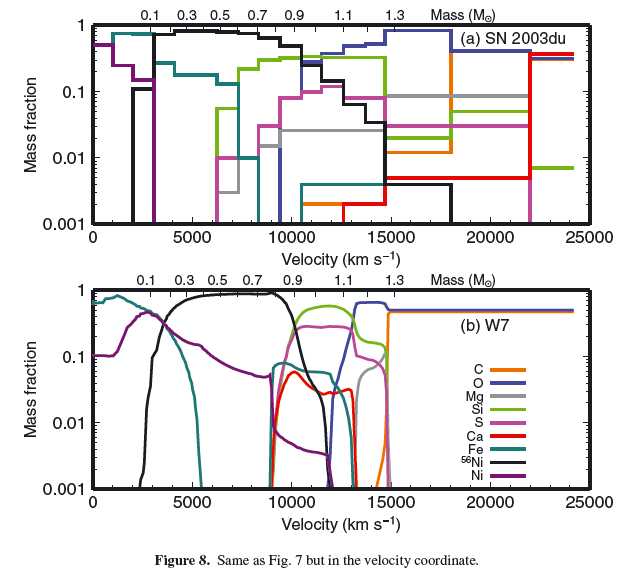 0.1 0.3 0.5 0.7 0.9 1.1 1.3 Mass (M⊙)
1
(a) SN 2003du
0.1
Mass fraction
0.01
0.001
0 5000 10000 15000 20000 25000
Velocity (km s⁻¹)
0.1 0.3 0.5 0.7 0.9 1.1 1.3 Mass (M⊙)
1
(b) W7
0.1
Mass fraction
C
O
Mg
0.01
Si
S
Ca
Fe
⁵⁶Ni
Ni
0.001
0 5000 10000 15000 20000 25000
Velocity (km s⁻¹)
Figure 8. Same as Fig. 7 but in the velocity coordinate.